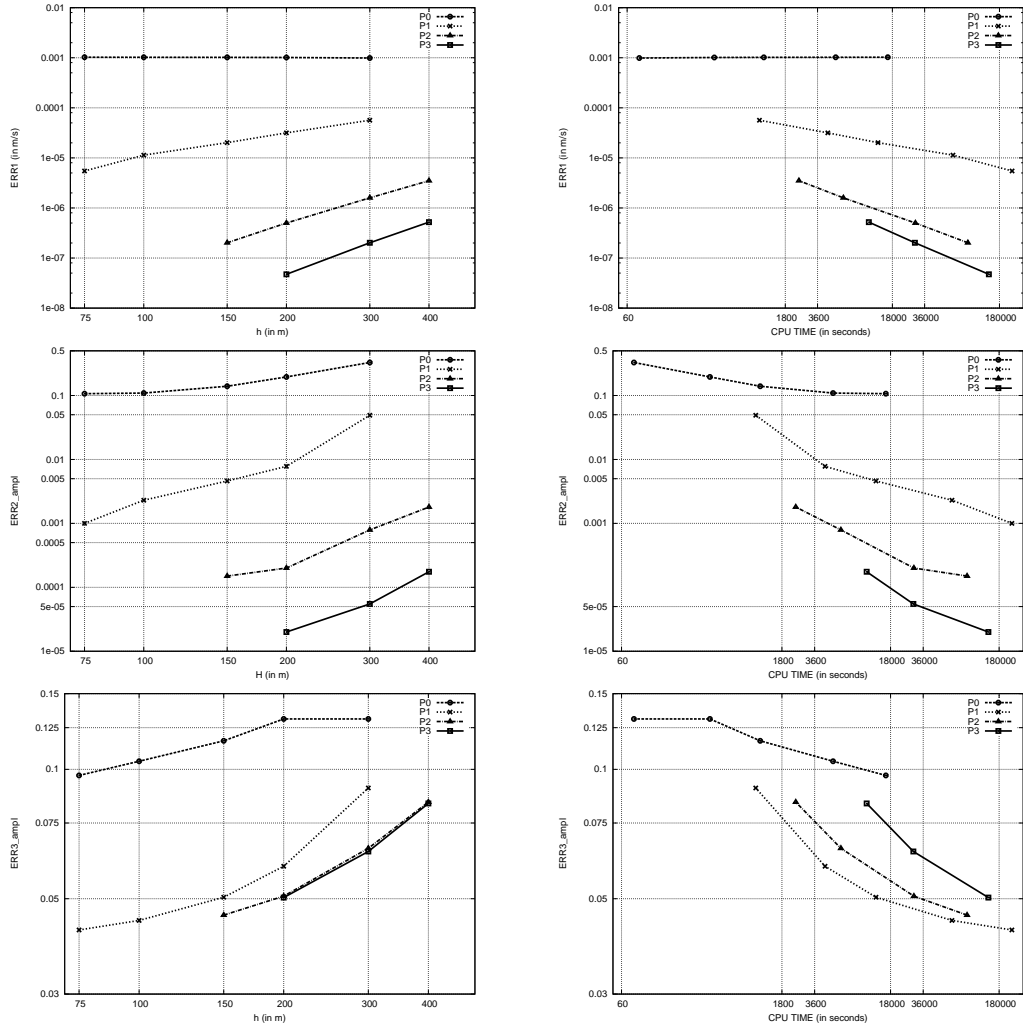 0.01
0.001
0.0001
1e-05
1e-06
1e-07
1e-08
75 100 150 200 300 400
ERR1 (in m/s)
h (in m)
P0
P1
P2
P3
0.01
0.001
0.0001
1e-05
1e-06
1e-07
1e-08
60 1800 3600 18000 36000 180000
ERR1 (in m/s)
CPU TIME (in seconds)
P0
P1
P2
P3
0.5
0.1
0.05
0.01
0.005
0.001
0.0005
0.0001
5e-05
1e-05
75 100 150 200 300 400
ERR2_ampl
H (in m)
P0
P1
P2
P3
0.5
0.1
0.05
0.01
0.005
0.001
0.0001
5e-05
1e-05
60 1800 3600 18000 36000 180000
ERR2_ampl
CPU TIME (in seconds)
P0
P1
P2
P3
0.15
0.125
0.1
0.075
0.05
0.03
75 100 150 200 300 400
ERR3_ampl
h (in m)
P0
P1
P2
P3
0.15
0.125
0.1
0.075
0.05
0.03
60 1800 3600 18000 36000 180000
ERR3_ampl
CPU TIME (in seconds)
P0
P1
P2
P3